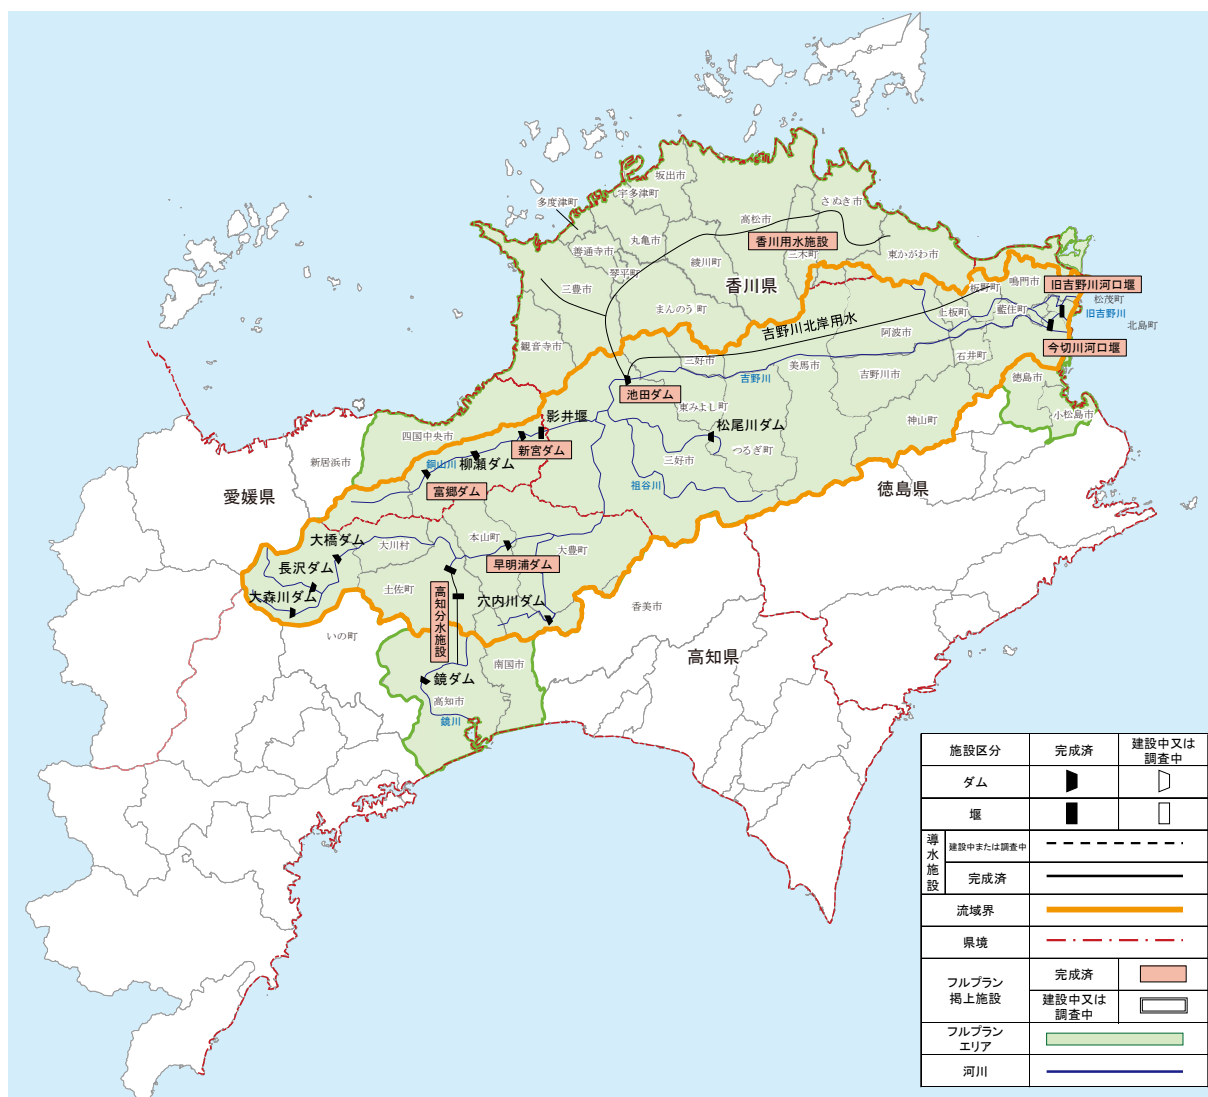 坂出市
宇多津町
多度津町
さぬき市
高松市
丸亀市
善通寺市
香川用水施設
三木町
東かがわ市
綾川町
琴平町
三豊市
香川県
まんのう町
観音寺市
鳴門市
板野町
旧吉野川河口堰
松茂町
藍住町
上板町
旧吉野川
北島町
吉野川北岸用水
阿波市
今切川河口堰
石井町
三好市
美馬市
吉野川
吉野川市
徳島市
池田ダム
東みよし町
小松島市
神山町
影井堰
松尾川ダム
四国中央市
新宮ダム
つるぎ町
新居浜市
銅山川
柳瀬ダム
三好市
祖谷川
富郷ダム
愛媛県
徳島県
大橋ダム
大川村
本山町
大豊町
長沢ダム
早明浦ダム
大森川ダム
土佐町
高知分水施設
穴内川ダム
香美市
いの町
高知県
南国市
鏡ダム
高知市
鏡川
施設区分
完成済
建設中又は
調査中
ダム
堰
導水施設
建設中または調査中
完成済
流域界
県境
フルプラン
掲上施設
完成済
建設中又は
調査中
フルプラン
エリア
河川